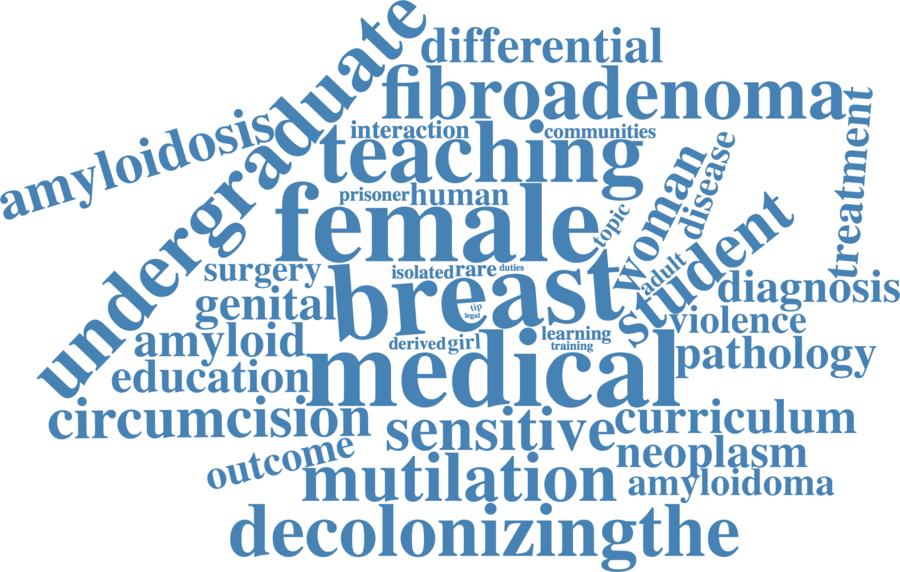 differential
undergraduate
fibroadenoma
amyloidosis
treatment
interaction
communities
teaching
woman
disease
prisoner
human
female
topic
student
surgery
isolated
rare
duties
adult
breast
diagnosis
genital
tip
legal
violence
amyloid
derived
girl
learning
training
medical
pathology
education
circumcision
sensitive
curriculum
outcome
neoplasm
mutilation
amyloidoma
decolonizingthe